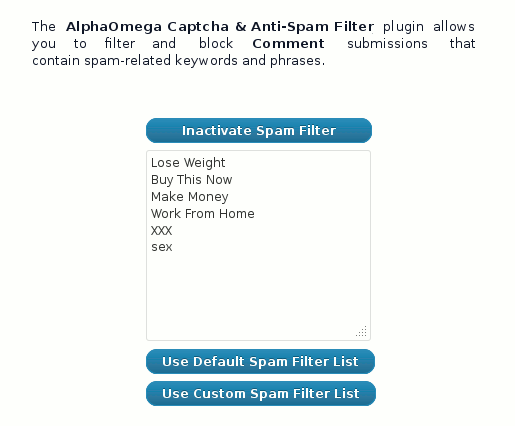 The AlphaOmega Captcha & Anti-Spam Filter plugin allows
you to filter and block Comment submissions that
contain spam-related keywords and phrases.
Inactivate Spam Filter
Lose Weight
Buy This Now
Make Money
Work From Home
XXX
sex
Use Default Spam Filter List
Use Custom Spam Filter List